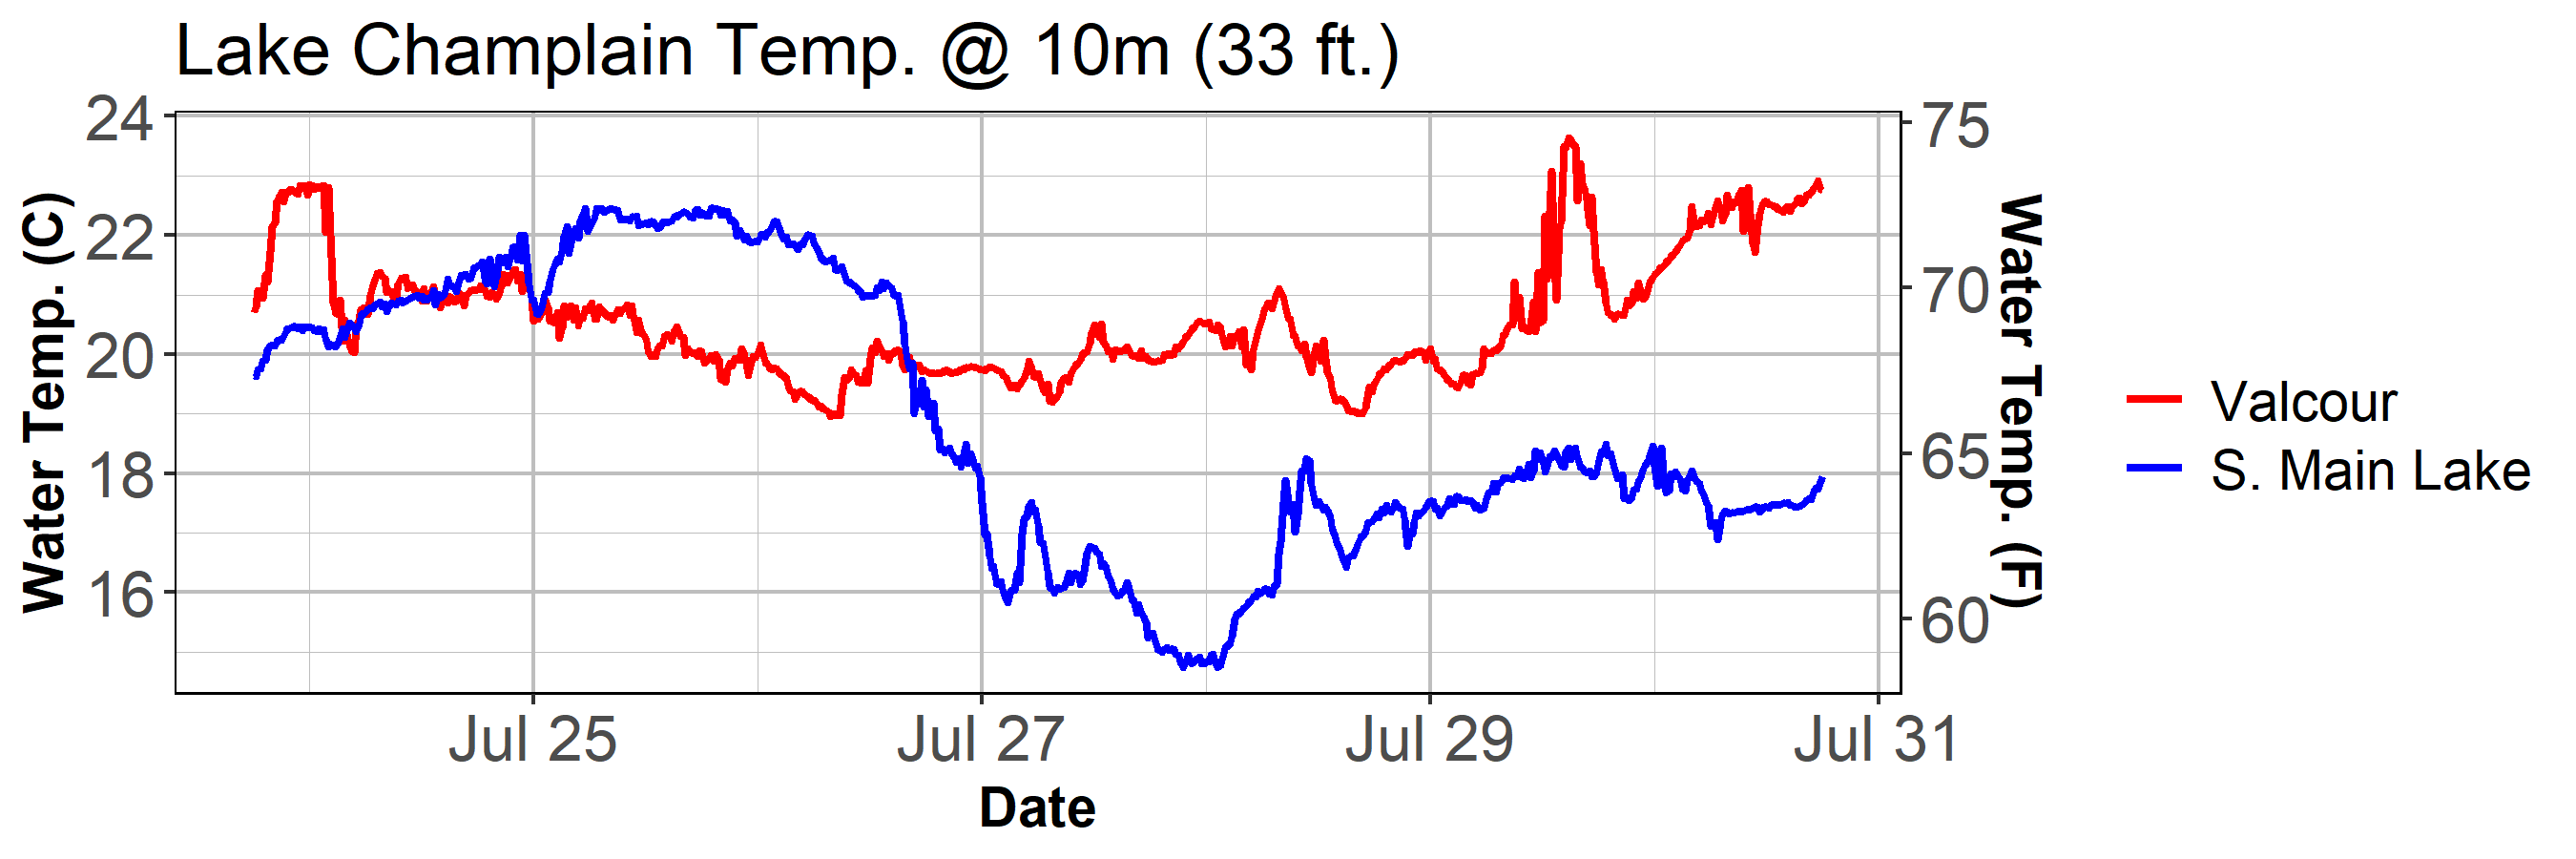 Lake Champlain Temp. @ 10m (33 ft.)
Water Temp. (C)
24
22
20
18
16
75
70
65
60
Water Temp. (F)
Jul 25
Jul 27
Jul 29
Jul 31
Date
Valcour
S. Main Lake